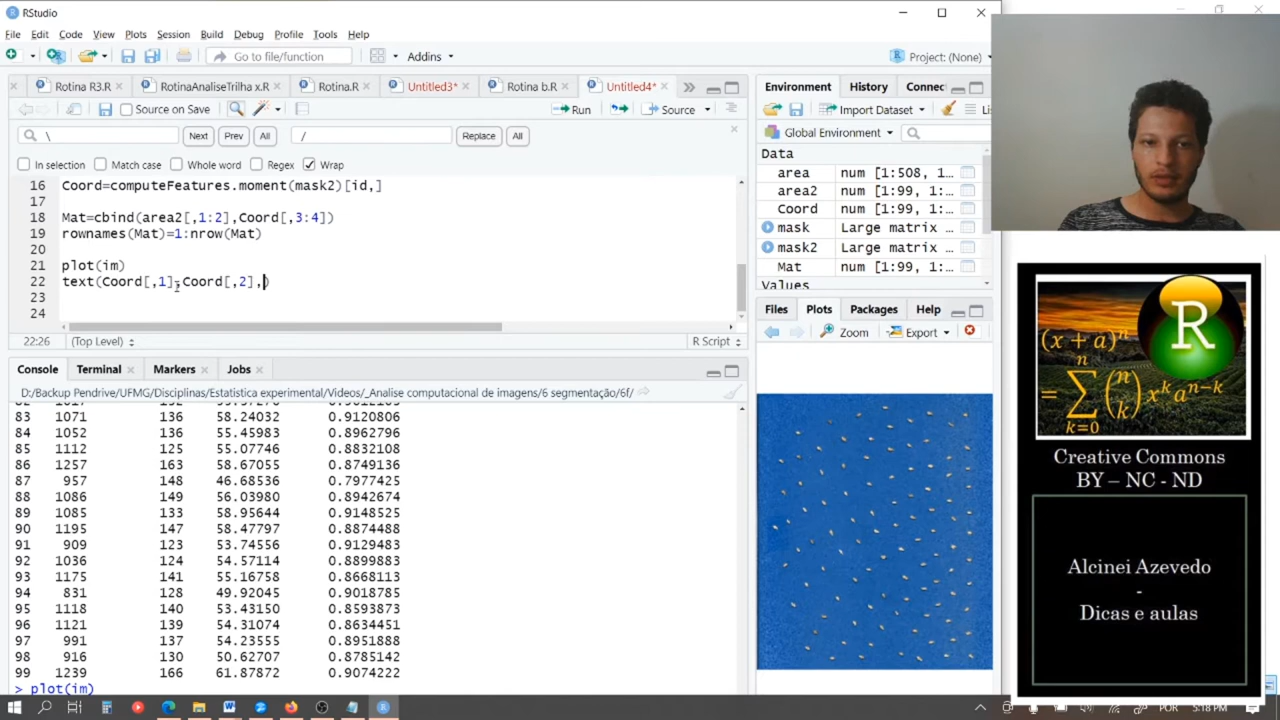 RStudio
File Edit Code View Plots Session Build Debug Profile Tools Help
Go to file/function Addins Project: (None)
Rotina R3.R RotinaAnaliseTrilha x.R Rotina.R Untitled3* Rotina b.R Untitled4*
Source on Save Run Source
\ Next Prev All / Replace All
In selection Match case Whole word Regex Wrap
16 Coord=computeFeatures.moment(mask2)[id,]
17
18 Mat=cbind(area2[,1:2],Coord[,3:4])
19 rownames(Mat)=1:nrow(Mat)
20
21 plot(im)
22 text(Coord[,1],Coord[,2],)
23
24
22:26 (Top Level) R Script
Console Terminal Markers Jobs
D:/Backup Pendrive/UFMG/Disciplinas/Estatistica experimental/Videos/_Analise computacional de imagens/6 segmentação/6f/
83 1071 136 58.24032 0.9120806
84 1052 136 55.45983 0.8962796
85 1112 125 55.07746 0.8832108
86 1257 163 58.67055 0.8749136
87 957 148 46.68536 0.7977423
88 1086 149 56.03980 0.8942674
89 1085 133 58.95644 0.9148525
90 1195 147 58.47797 0.8874488
91 909 123 53.74556 0.9129483
92 1036 124 54.57114 0.8899883
93 1175 141 55.16758 0.8668113
94 831 128 49.92045 0.9018785
95 1118 140 53.43150 0.8593873
96 1121 139 54.31074 0.8634451
97 991 137 54.23555 0.8951888
98 916 130 50.62707 0.8785142
99 1239 166 61.87872 0.9074222
> plot(im)
Environment History Connec
Import Dataset Li
Global Environment
Data
area num [1:508, 1...
area2 num [1:99, 1:...
Coord num [1:99, 1:...
mask Large matrix
mask2 Large matrix
Mat num [1:99, 1:...
Values
Files Plots Packages Help
Zoom Export
R
(x + a)^n
= ∑ n k=0 (n k) x^k a^{n-k}
Creative Commons
BY – NC - ND
Alcinei Azevedo
-
Dicas e aulas
POR 5:18 PM